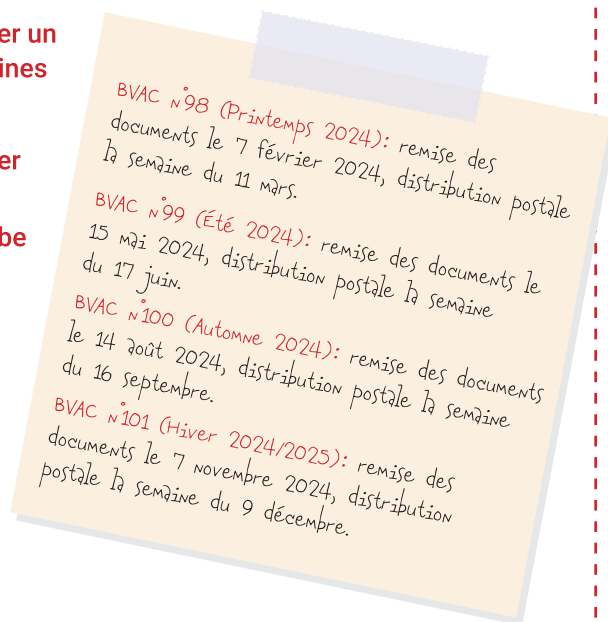 er un
ines
er
be
BVAC N°98 (Printemps 2024): remise des
documents le 7 février 2024, distribution postale
la semaine du 11 mars.
BVAC N°99 (Été 2024): remise des documents le
15 mai 2024, distribution postale la semaine
du 17 juin.
BVAC N°100 (Automne 2024): remise des documents
le 14 août 2024, distribution postale la semaine
du 16 septembre.
BVAC N°101 (Hiver 2024/2025): remise des
documents le 7 novembre 2024, distribution
postale la semaine du 9 décembre.